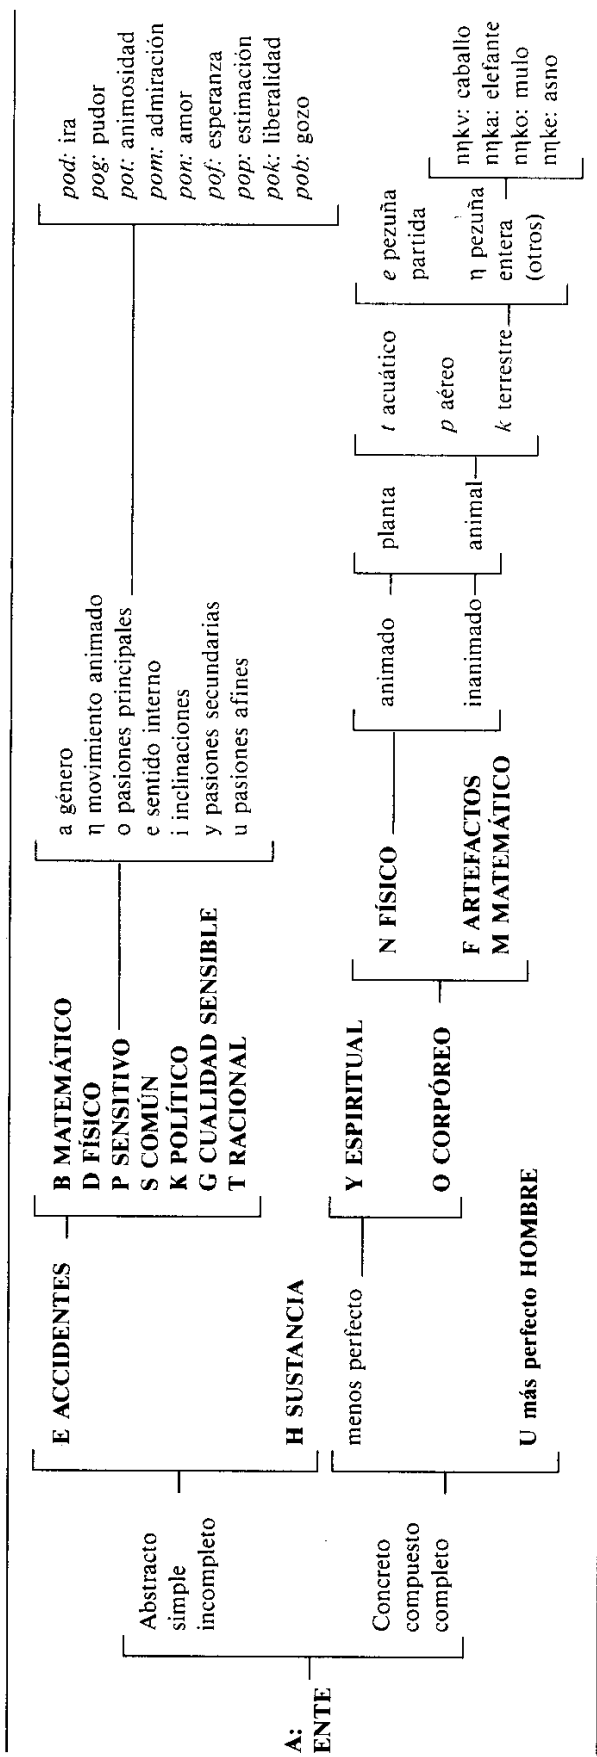 A:
ENTE
Abstracto
simple
incompleto
E ACCIDENTES
H SUSTANCIA
B MATEMÁTICO
D FÍSICO
P SENSITIVO
S COMÚN
K POLÍTICO
G CUALIDAD SENSIBLE
T RACIONAL
a género
η movimiento animado
o pasiones principales
e sentido interno
i inclinaciones
y pasiones secundarias
u pasiones afines
pod: ira
pog: pudor
pot: animosidad
pom: admiración
pon: amor
pof: esperanza
pop: estimación
pok: liberalidad
pob: gozo
Concreto
compuesto
completo
menos perfecto
U más perfecto HOMBRE
Y ESPIRITUAL
O CORPÓREO
N FÍSICO
F ARTEFACTOS
M MATEMÁTICO
animado
inanimado
planta
animal
t acuático
p aéreo
k terrestre
e pezuña
partida
η pezuña
entera
(otros)
nηkv: caballo
nηka: elefante
nηko: mulo
nηke: asno